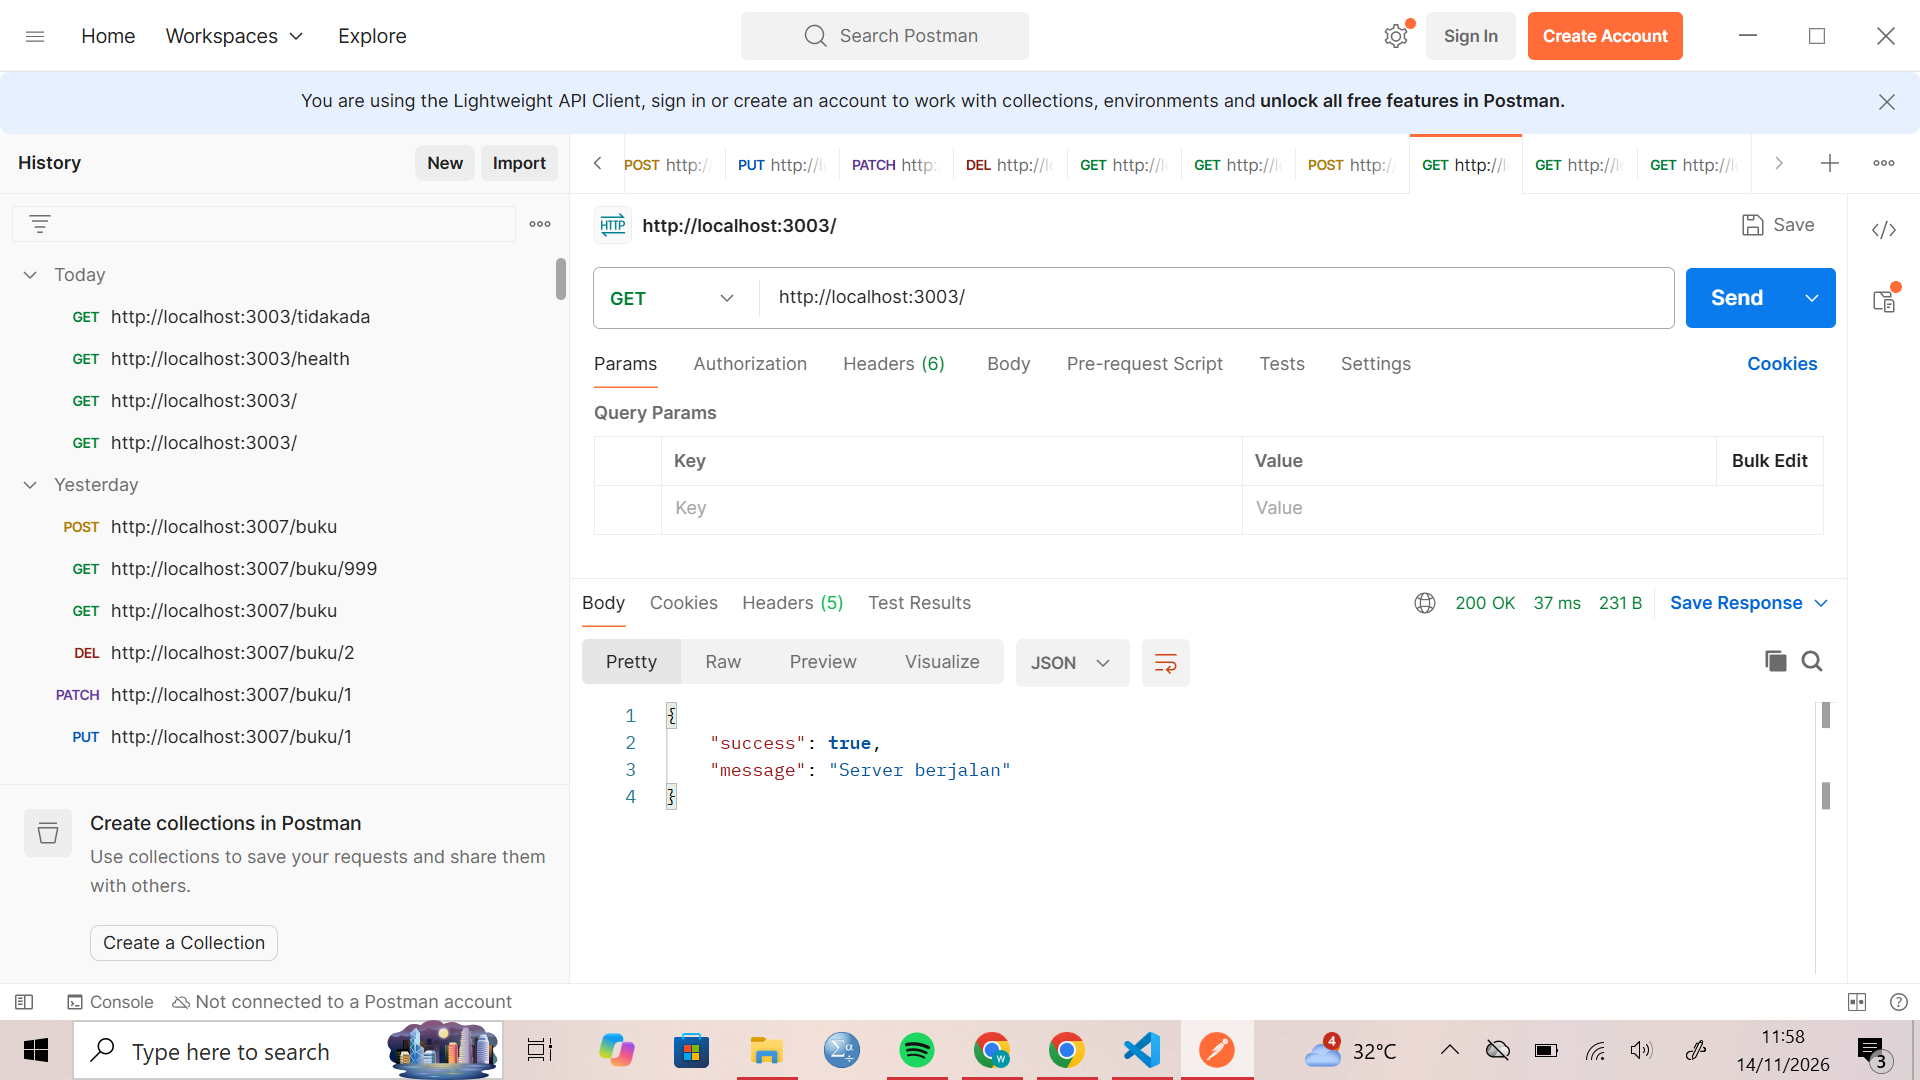 Home Workspaces Explore Search Postman Sign In Create Account
You are using the Lightweight API Client, sign in or create an account to work with collections, environments and unlock all free features in Postman.
History New Import
POST http:/ PUT http://l PATCH http: DEL http://lo GET http://l GET http://l POST http:/ GET http://l GET http://l GET http://l
HTTP http://localhost:3003/ Save
Today
GET http://localhost:3003/tidakada
GET http://localhost:3003/health
GET http://localhost:3003/
GET http://localhost:3003/
Yesterday
POST http://localhost:3007/buku
GET http://localhost:3007/buku/999
GET http://localhost:3007/buku
DEL http://localhost:3007/buku/2
PATCH http://localhost:3007/buku/1
PUT http://localhost:3007/buku/1
Create collections in Postman
Use collections to save your requests and share them
with others.
Create a Collection
GET http://localhost:3003/ Send
Params Authorization Headers (6) Body Pre-request Script Tests Settings Cookies
Query Params
Key Value Bulk Edit
Key Value
Body Cookies Headers (5) Test Results 200 OK 37 ms 231 B Save Response
Pretty Raw Preview Visualize JSON
1 {
2 "success": true,
3 "message": "Server berjalan"
4 }
Console Not connected to a Postman account
Type here to search 4 32°C 11:58
14/11/2026 3